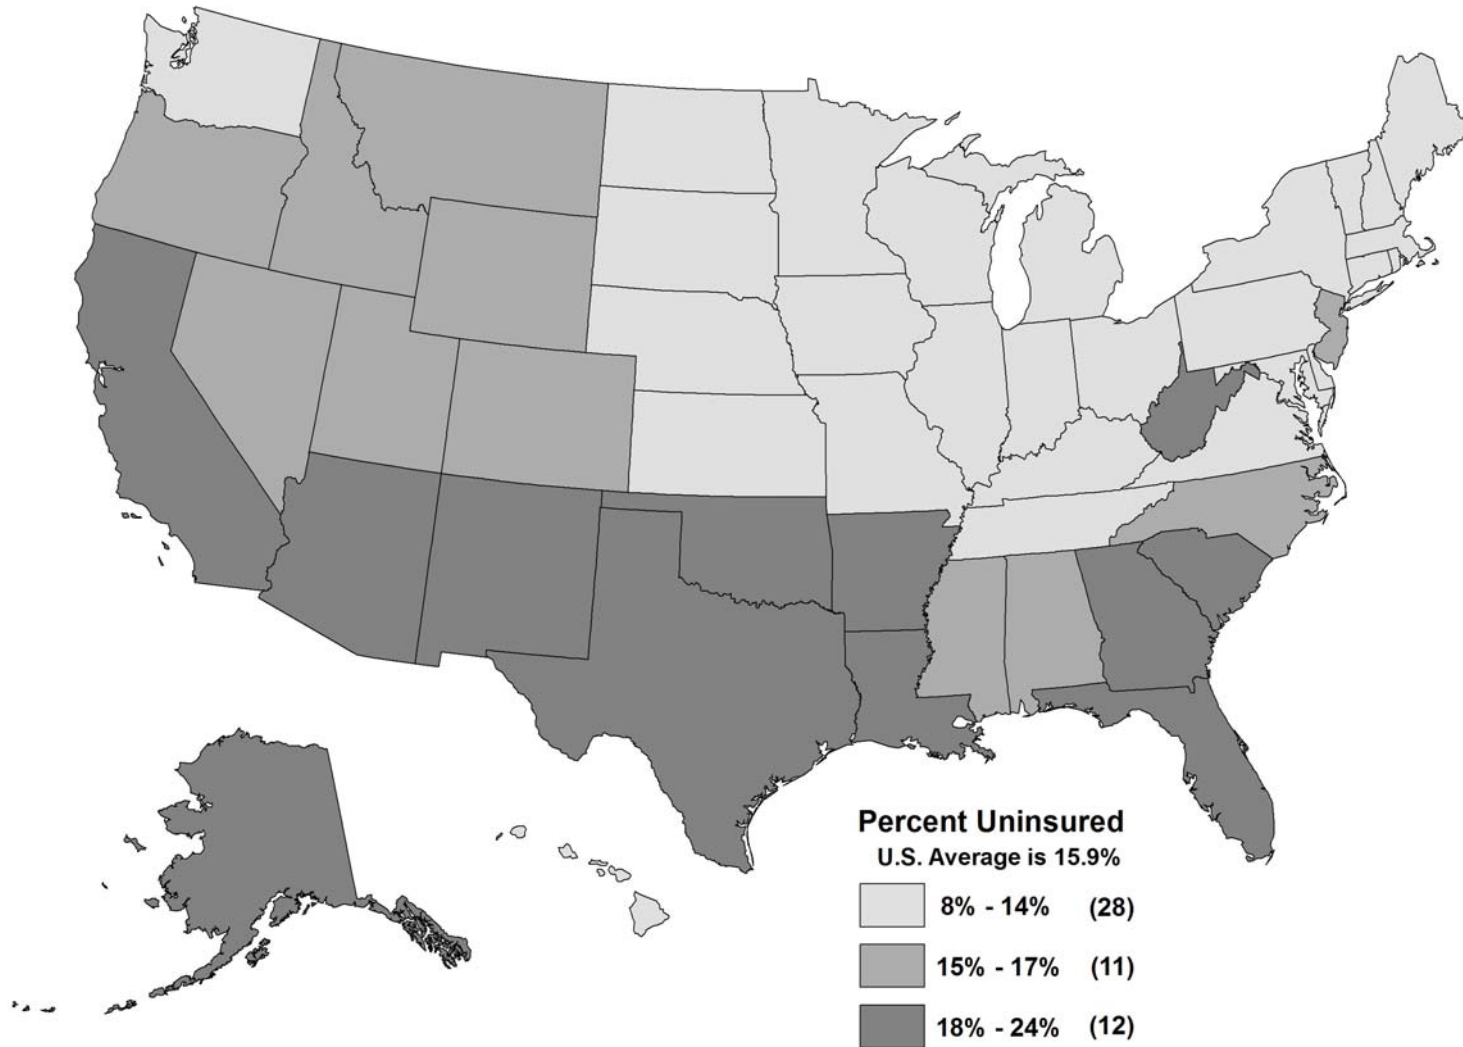 Percent Uninsured
U.S. Average is 15.9%
8% - 14% (28)
15% - 17% (11)
18% - 24% (12)